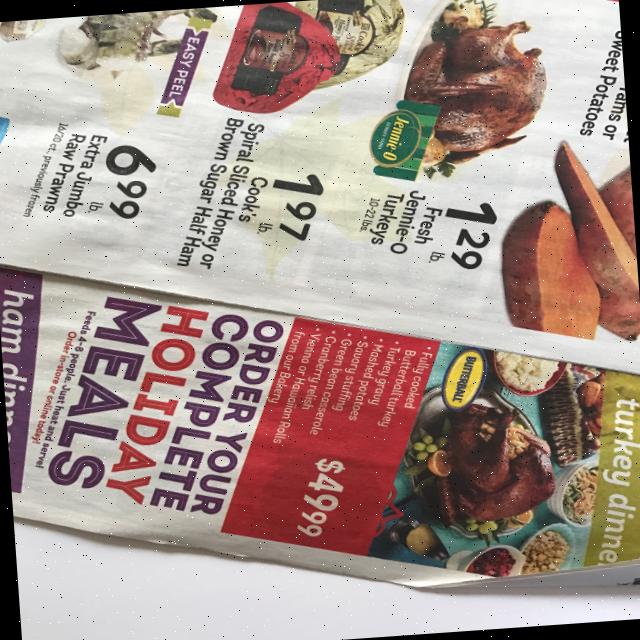 Yams or
Sweet Potatoes
Jennie-O
1 29
lb.
Fresh
Jennie-O
Turkeys
10-22 lbs.
1 97
lb.
Cook's
Spiral Sliced Honey or
Brown Sugar Half Ham
EASY PEEL
6 99
lb.
Extra Jumbo
Raw Prawns
16/20 ct. previously frozen
turkey dinne
BUTTERBALL
Fully cooked
Butterball turkey
• Turkey gravy
• Mashed potatoes
• Savory stuffing
• Green bean casserole
• Cranberry relish
• Vienna or Hawaiian Rolls
from our bakery
$49 99
ORDER YOUR
COMPLETE
HOLIDAY
MEALS
Feeds 4-8 people. Just heat and serve!
Order in-store or online today!
ham din